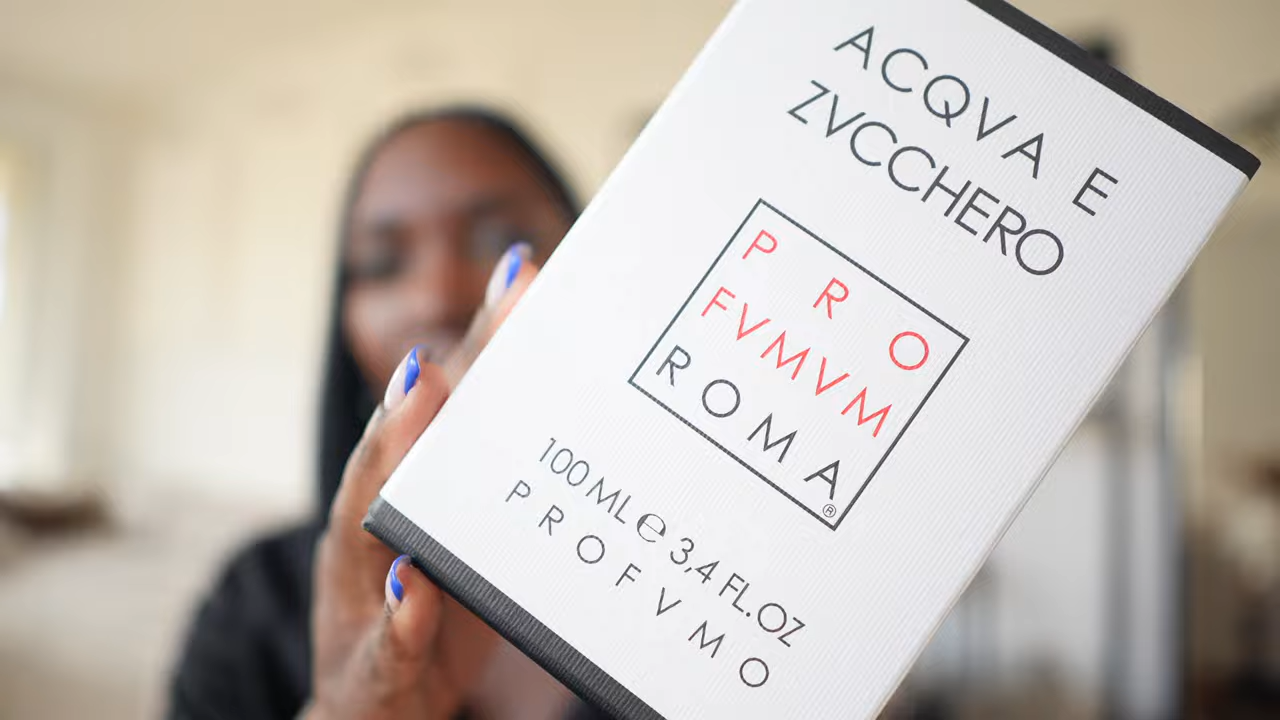 ACQVA E
ZVCCHERO
PRO
FVMVM
ROMA®
100 ML ℮ 3,4 FL.OZ
PROFVMO